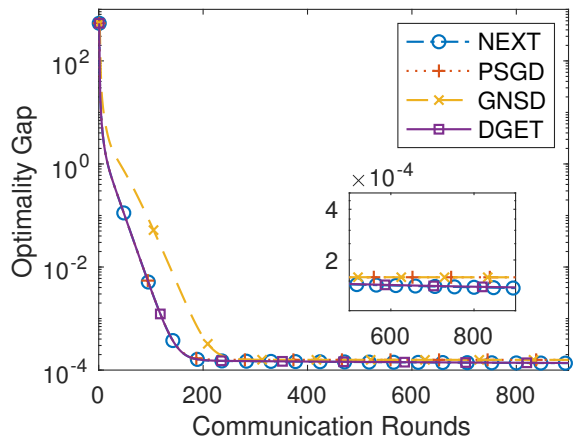 Optimality Gap
10^2
10^0
10^-2
10^-4
NEXT
PSGD
GNSD
DGET
×10^-4
4
2
600 800
0 200 400 600 800
Communication Rounds